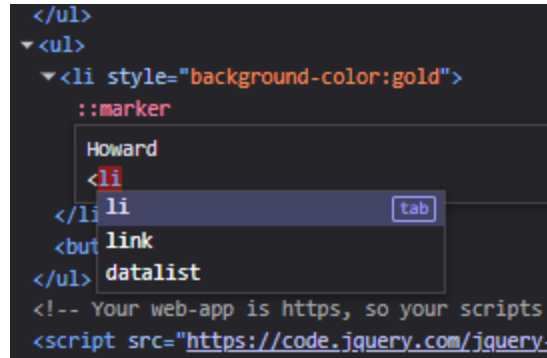 </ul>
<ul>
<li style="background-color:gold">
::marker
Howard
<li
li tab
link
datalist
</li
<but
</ul>
<!-- Your web-app is https, so your scripts
<script src="https://code.jquery.com/jquery-